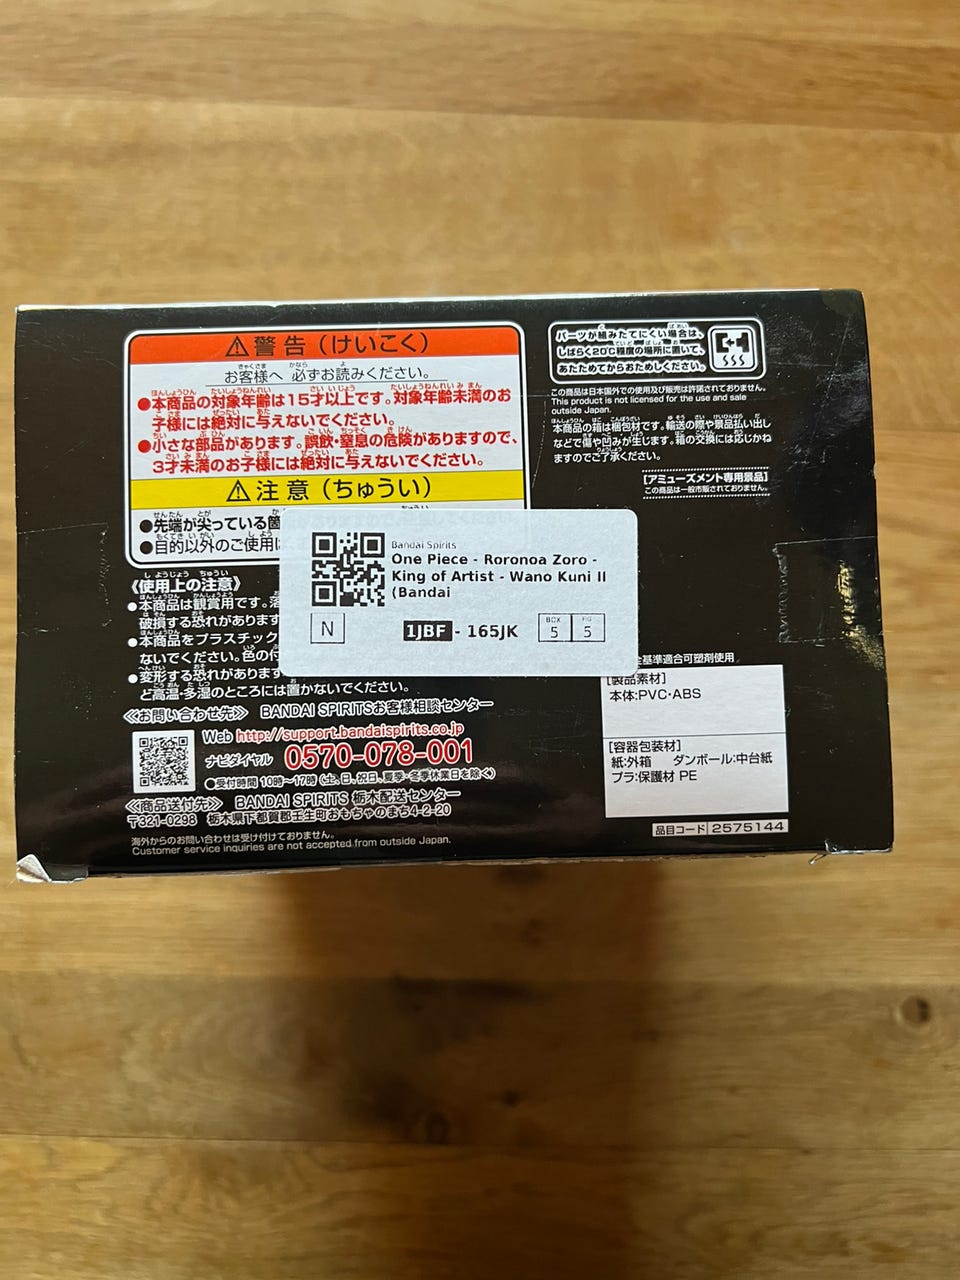 ⚠警告（けいこく）
お客様へ 必ずお読みください。
●本商品の対象年齢は15才以上です。対象年齢未満のお
子様には絶対に与えないでください。
●小さな部品があります。誤飲・窒息の危険がありますので、
3才未満のお子様には絶対に与えないでください。
⚠注意（ちゅうい）
●先端が尖っている箇
●目的以外のご使用は
《使用上の注意》
●本商品は観賞用です。落
破損する恐れがあります
●本商品をプラスチック
ないでください。色の付
●変形する恐れがあります
ど高温・多湿のところには置かないでください。
≪お問い合わせ先≫ BANDAI SPIRITSお客様相談センター
Web http://support.bandaispirits.co.jp
ナビダイヤル 0570-078-001
●受付時間 10時～17時（土、日、祝日、夏季・冬季休業日を除く）
≪商品送付先≫ BANDAI SPIRITS 栃木配送センター
〒321-0298 栃木県下都賀郡壬生町おもちゃのまち4-2-20
海外からのお問い合わせは受け付けておりません。
Customer service inquiries are not accepted from outside Japan.
パーツが組みたてにくい場合は、
しばらく20℃程度の場所に置いて、
あたためてからおためしください。
この商品は日本国外での使用及び販売は許諾されておりません。
This product is not licensed for the use and sale
outside Japan.
本商品の箱は梱包材です。輸送の際や景品払い出し
などで傷や凹みが生じます。箱の交換には応じかね
ますのでご了承ください。
[アミューズメント専用景品]
この商品は一般市販されておりません。
Bandai Spirits
One Piece - Roronoa Zoro -
King of Artist - Wano Kuni II
(Bandai
N
1JBF - 165JK
BOX
5
FIG
5
全基準適合可塑剤使用
[製品素材]
本体:PVC・ABS
[容器包装材]
紙:外箱 ダンボール:中台紙
プラ:保護材 PE
品目コード 2575144